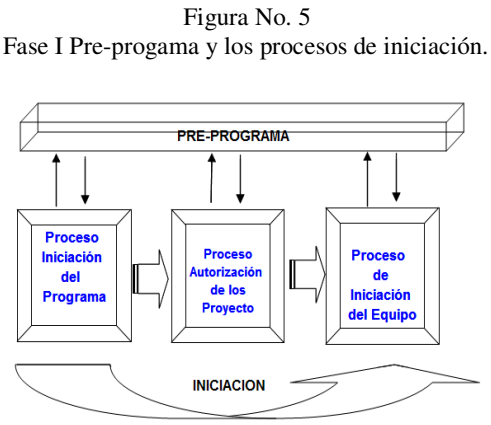 Figura No. 5
Fase I Pre-progama y los procesos de iniciación.
PRE-PROGRAMA
Proceso
Iniciación
del
Programa
Proceso
Autorización
de los
Proyecto
Proceso
de
Iniciación
del Equipo
INICIACION